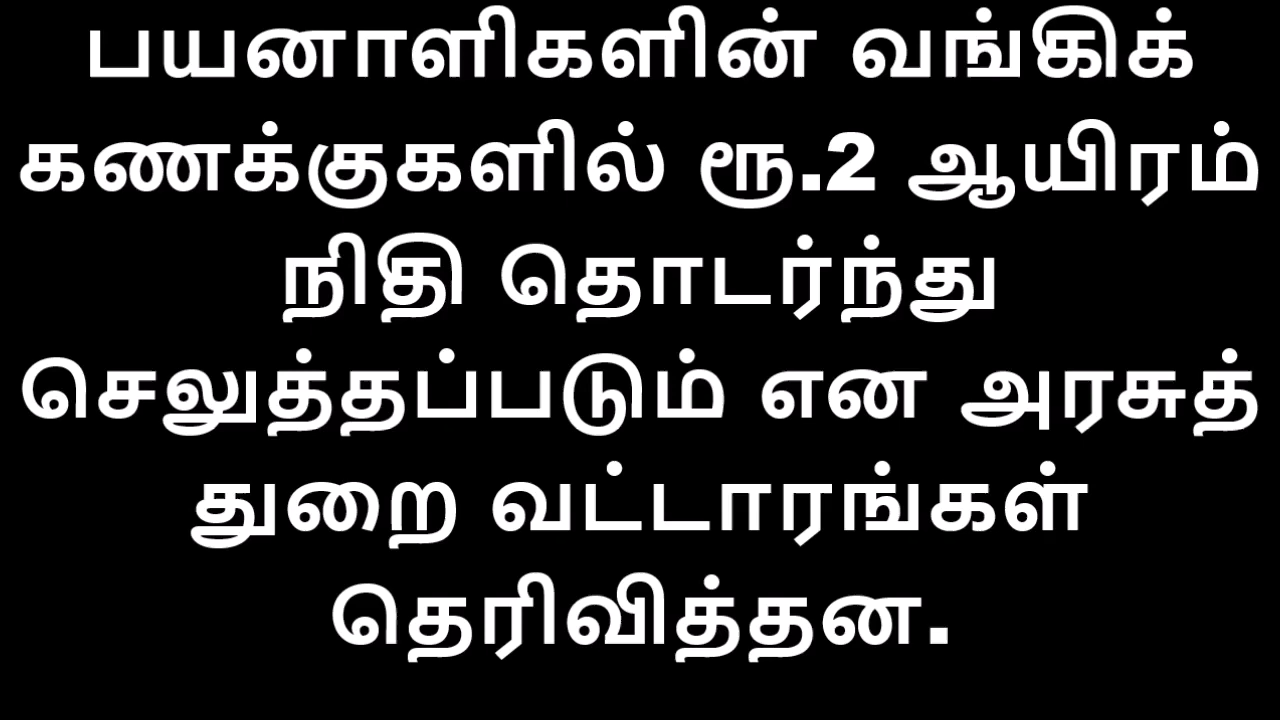 பயனாளிகளின் வங்கிக்
கணக்குகளில் ரூ.2 ஆயிரம்
நிதி தொடர்ந்து
செலுத்தப்படும் என அரசுத்
துறை வட்டாரங்கள்
தெரிவித்தன.